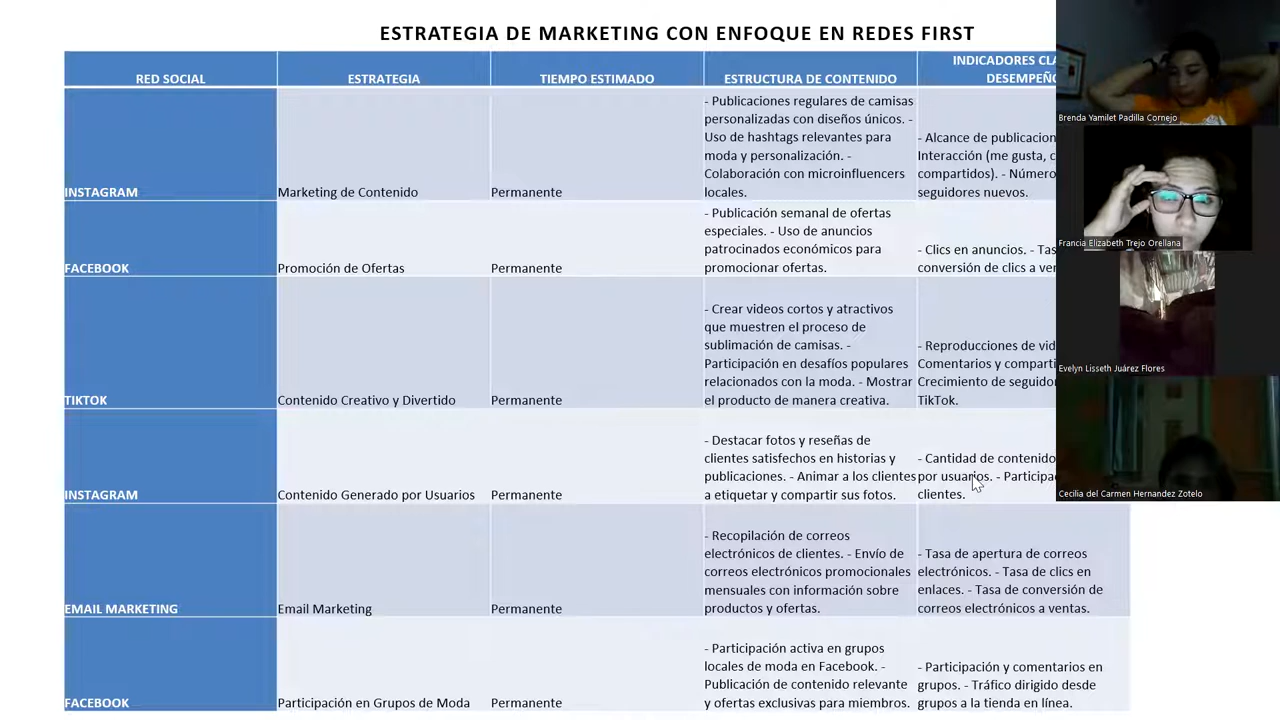 ESTRATEGIA DE MARKETING CON ENFOQUE EN REDES FIRST
RED SOCIAL
ESTRATEGIA
TIEMPO ESTIMADO
ESTRUCTURA DE CONTENIDO
INDICADORES
DESEMPEÑO
INSTAGRAM
Marketing de Contenido
Permanente
- Publicaciones regulares de camisas
personalizadas con diseños únicos. -
Uso de hashtags relevantes para
moda y personalización. -
Colaboración con microinfluencers
locales.
- Alcance de
Interacción (me gusta,
compartidos). - Número
seguidores nuevos.
FACEBOOK
Promoción de Ofertas
Permanente
- Publicación semanal de ofertas
especiales. - Uso de anuncios
patrocinados económicos para
promocionar ofertas.
- Clics en anuncios. -
conversión de clics a
TIKTOK
Contenido Creativo y Divertido
Permanente
- Crear videos cortos y atractivos
que muestren el proceso de
sublimación de camisas. -
Participación en desafíos populares
relacionados con la moda. - Mostrar
el producto de manera creativa.
- Reproducciones de
Comentarios y
Crecimiento de
TikTok.
INSTAGRAM
Contenido Generado por Usuarios
Permanente
- Destacar fotos y reseñas de
clientes satisfechos en historias y
publicaciones. - Animar a los clientes
a etiquetar y compartir sus fotos.
- Cantidad de contenido
por usuarios. -
clientes.
EMAIL MARKETING
Email Marketing
Permanente
- Recopilación de correos
electrónicos de clientes. - Envío de
correos electrónicos promocionales
mensuales con información sobre
productos y ofertas.
- Tasa de apertura de correos
electrónicos. - Tasa de clics en
enlaces. - Tasa de conversión de
correos electrónicos a ventas.
FACEBOOK
Participación en Grupos de Moda
Permanente
- Participación activa en grupos
locales de moda en Facebook. -
Publicación de contenido relevante
y ofertas exclusivas para miembros.
- Participación y comentarios en
grupos. - Tráfico dirigido desde
grupos a la tienda en línea.
Brenda Yamilet Padilla Cornejo
Francia Elizabeth Trejo Orellana
Evelyn Lisseth Juárez Flores
Cecilia del Carmen Hernandez Zotelo